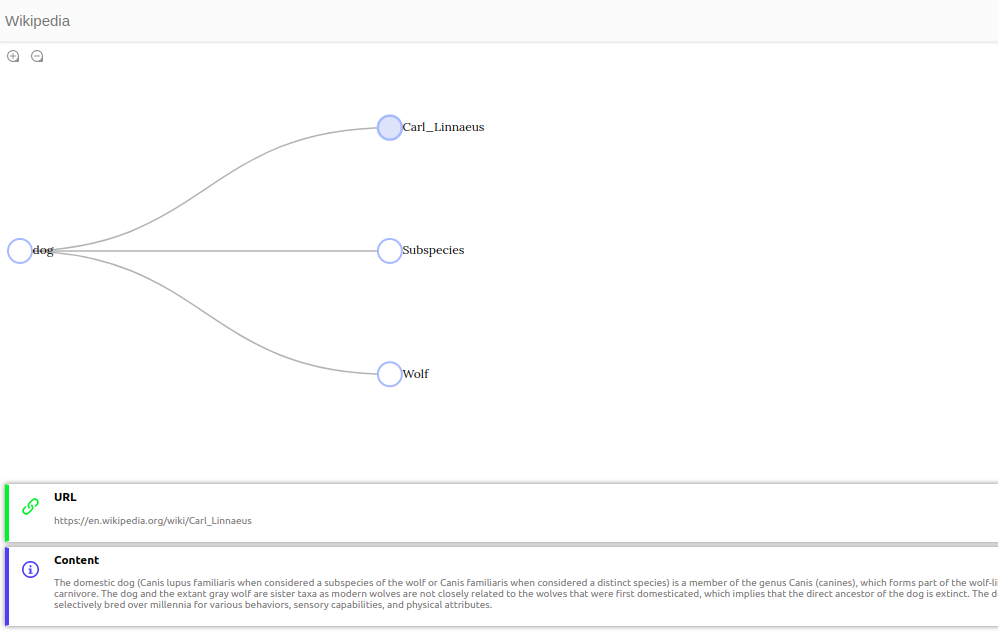 Wikipedia
Carl_Linnaeus
dog
Subspecies
Wolf
URL
https://en.wikipedia.org/wiki/Carl_Linnaeus
Content
The domestic dog (Canis lupus familiaris when considered a subspecies of the wolf or Canis familiaris when considered a distinct species) is a member of the genus Canis (canines), which forms part of the wolf-li
carnivore. The dog and the extant gray wolf are sister taxa as modern wolves are not closely related to the wolves that were first domesticated, which implies that the direct ancestor of the dog is extinct. The d
selectively bred over millennia for various behaviors, sensory capabilities, and physical attributes.